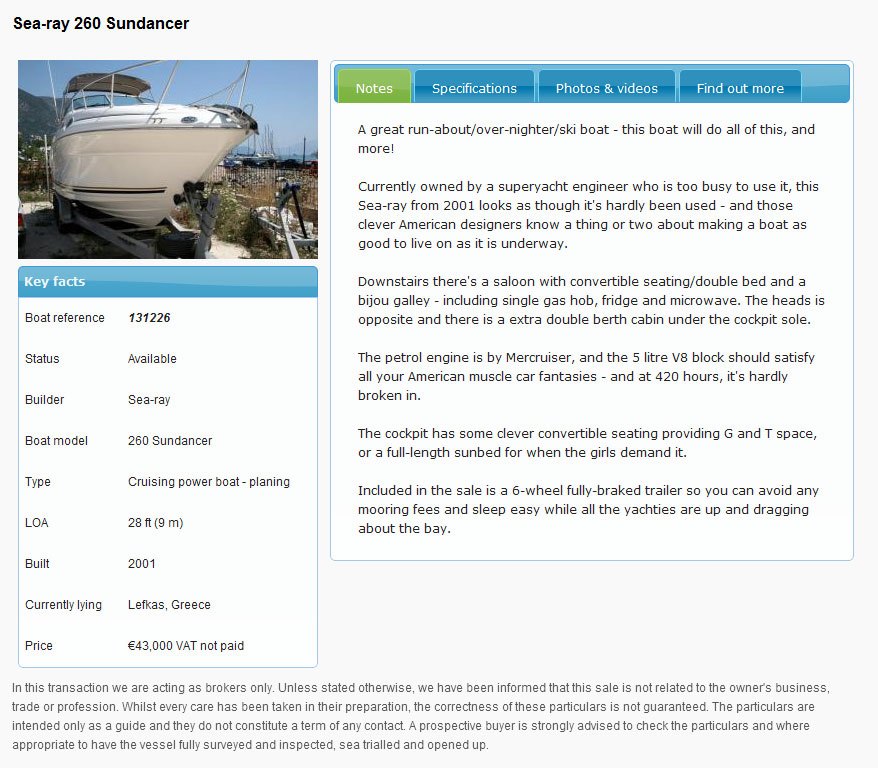 Sea-ray 260 Sundancer
Key facts
Boat reference 131226
Status Available
Builder Sea-ray
Boat model 260 Sundancer
Type Cruising power boat - planing
LOA 28 ft (9 m)
Built 2001
Currently lying Lefkas, Greece
Price €43,000 VAT not paid
Notes Specifications Photos & videos Find out more
A great run-about/over-nighter/ski boat - this boat will do all of this, and
more!
Currently owned by a superyacht engineer who is too busy to use it, this
Sea-ray from 2001 looks as though it's hardly been used - and those
clever American designers know a thing or two about making a boat as
good to live on as it is underway.
Downstairs there's a saloon with convertible seating/double bed and a
bijou galley - including single gas hob, fridge and microwave. The heads is
opposite and there is a extra double berth cabin under the cockpit sole.
The petrol engine is by Mercruiser, and the 5 litre V8 block should satisfy
all your American muscle car fantasies - and at 420 hours, it's hardly
broken in.
The cockpit has some clever convertible seating providing G and T space,
or a full-length sunbed for when the girls demand it.
Included in the sale is a 6-wheel fully-braked trailer so you can avoid any
mooring fees and sleep easy while all the yachties are up and dragging
about the bay.
In this transaction we are acting as brokers only. Unless stated otherwise, we have been informed that this sale is not related to the owner's business,
trade or profession. Whilst every care has been taken in their preparation, the correctness of these particulars is not guaranteed. The particulars are
intended only as a guide and they do not constitute a term of any contract. A prospective buyer is strongly advised to check the particulars and where
appropriate to have the vessel fully surveyed and inspected, sea trialled and opened up.